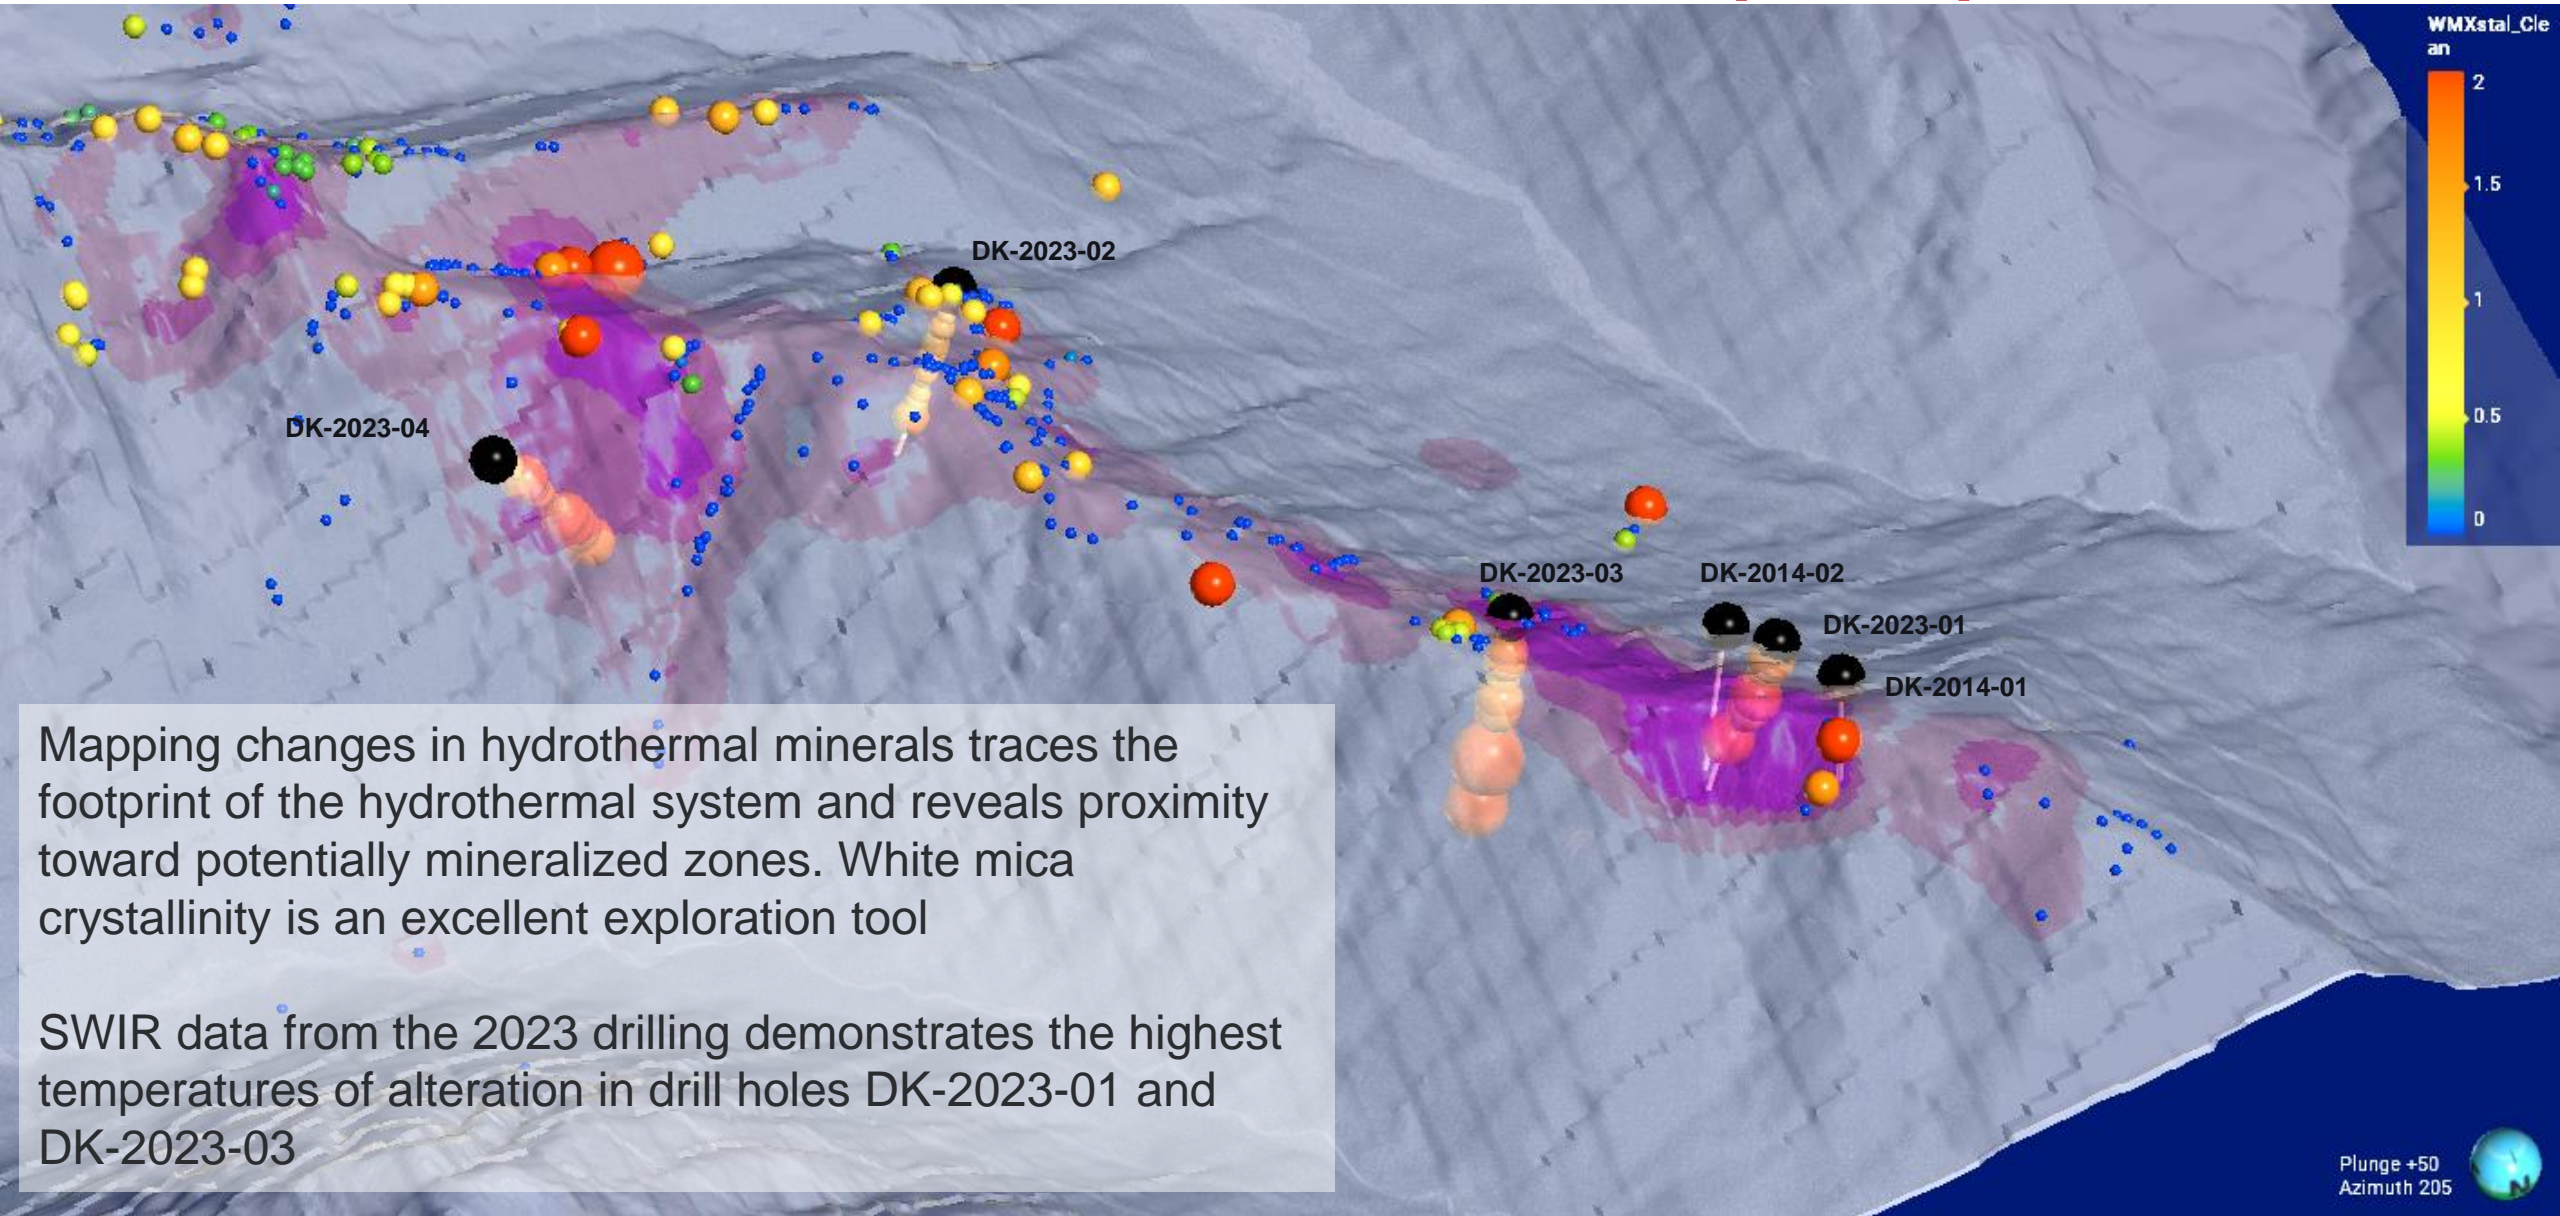 WMXstal_Cle
an
2
1.5
1
0.5
0
DK-2023-02
DK-2023-04
DK-2023-03
DK-2014-02
DK-2023-01
DK-2014-01
Mapping changes in hydrothermal minerals traces the
footprint of the hydrothermal system and reveals proximity
toward potentially mineralized zones. White mica
crystallinity is an excellent exploration tool
SWIR data from the 2023 drilling demonstrates the highest
temperatures of alteration in drill holes DK-2023-01 and
DK-2023-03
Plunge +50
Azimuth 205
N